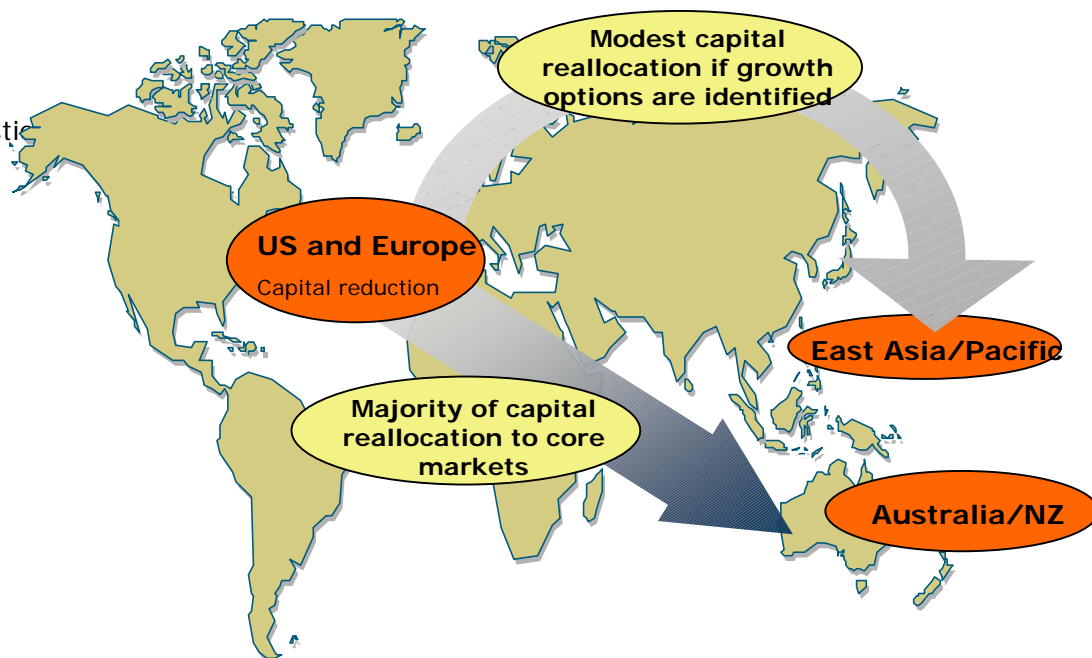 Modest capital
reallocation if growth
options are identified
stic
US and Europe
Capital reduction
East Asia/Pacific
Majority of capital
reallocation to core
markets
Australia/NZ